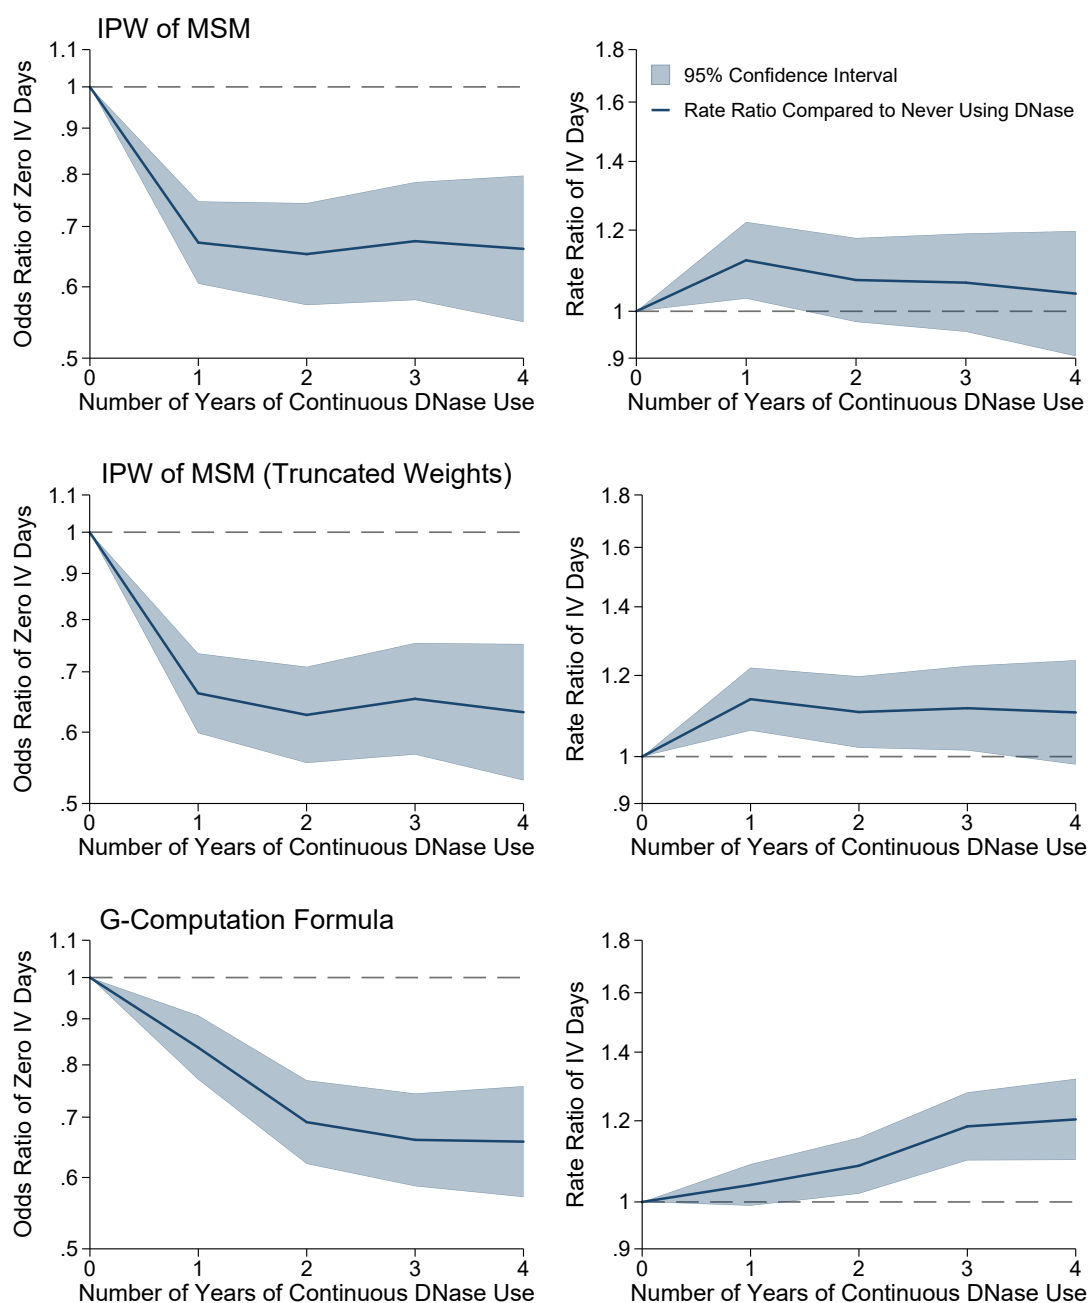 IPW of MSM
Odds Ratio of Zero IV Days
1.1
1
.9
.8
.7
.6
.5
0 1 2 3 4
Number of Years of Continuous DNase Use
Rate Ratio of IV Days
1.8
1.6
1.4
1.2
1
.9
95% Confidence Interval
Rate Ratio Compared to Never Using DNase
0 1 2 3 4
Number of Years of Continuous DNase Use
IPW of MSM (Truncated Weights)
Odds Ratio of Zero IV Days
1.1
1
.9
.8
.7
.6
.5
0 1 2 3 4
Number of Years of Continuous DNase Use
Rate Ratio of IV Days
1.8
1.6
1.4
1.2
1
.9
0 1 2 3 4
Number of Years of Continuous DNase Use
G-Computation Formula
Odds Ratio of Zero IV Days
1.1
1
.9
.8
.7
.6
.5
0 1 2 3 4
Number of Years of Continuous DNase Use
Rate Ratio of IV Days
1.8
1.6
1.4
1.2
1
.9
0 1 2 3 4
Number of Years of Continuous DNase Use